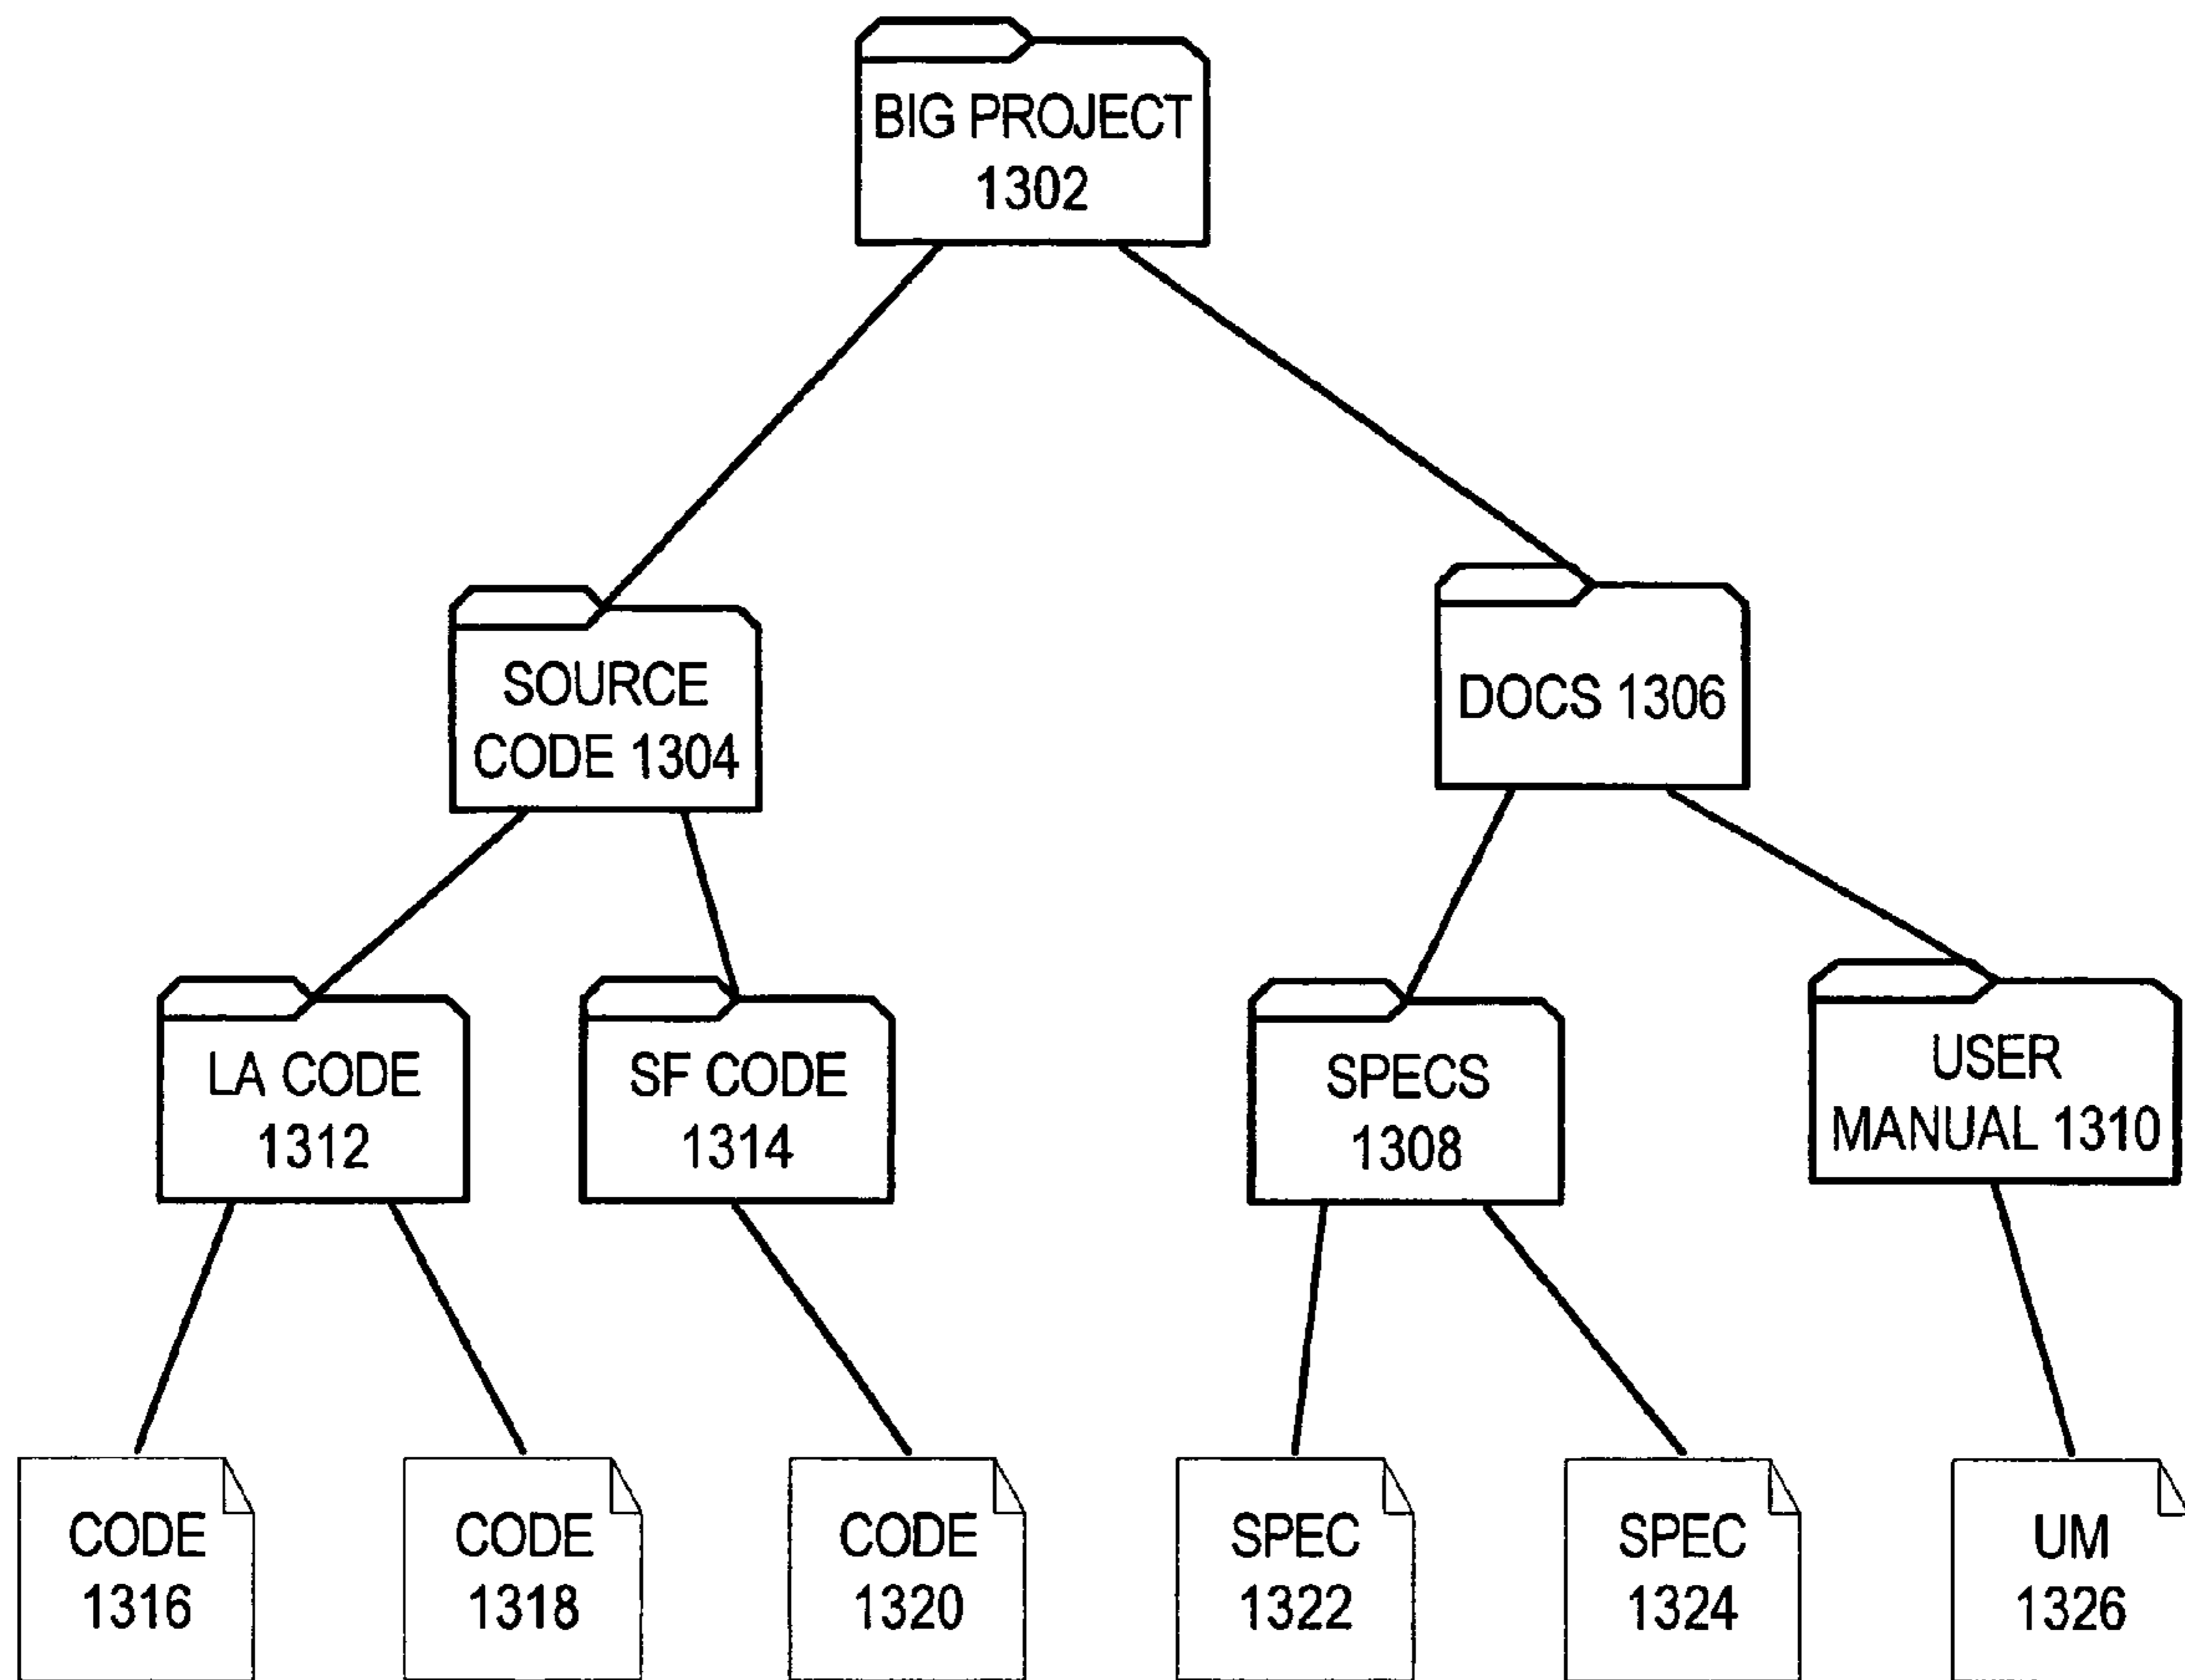 BIG PROJECT
1302
SOURCE
CODE 1304
DOCS 1306
LA CODE
1312
SF CODE
1314
SPECS
1308
USER
MANUAL 1310
CODE
1316
CODE
1318
CODE
1320
SPEC
1322
SPEC
1324
UM
1326